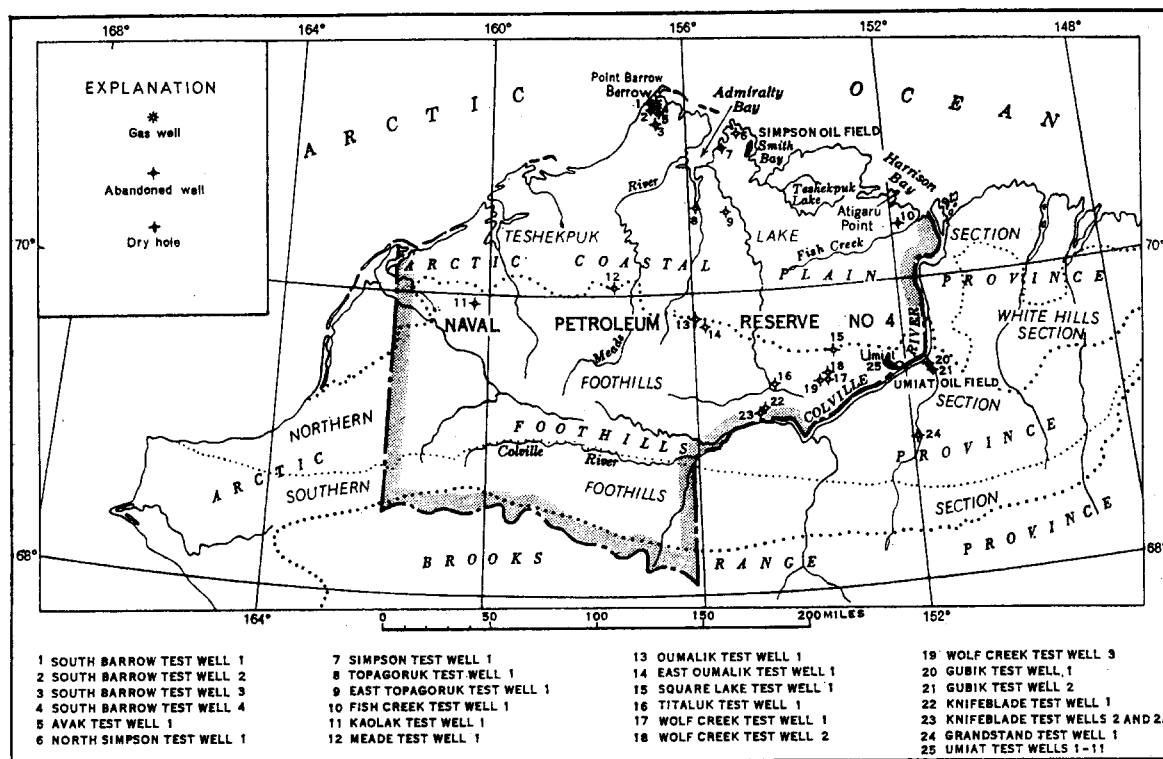 168°
164°
160°
156°
152°
148°
EXPLANATION
Gas well
Abandoned well
Dry hole
ARCTIC OCEAN
Point Barrow
Barrow
Admiralty
Bay
SIMPSON OIL FIELD
Smith
Bay
Harrison
Bay
Teshekpuk
Lake
River
Atigaru
Point
Fish Creek
70°
70°
TESHEKPUK LAKE SECTION
ARCTIC COASTAL PLAIN PROVINCE
WHITE HILLS
SECTION
NAVAL PETROLEUM RESERVE NO 4
Meade
Umiat
UMIAT OIL FIELD
COLVILLE RIVER
NORTHERN FOOTHILLS SECTION
ARCTIC FOOTHILLS PROVINCE
Colville River
SOUTHERN FOOTHILLS SECTION
BROOKS RANGE PROVINCE
68°
68°
164°
152°
0 50 100 150 200 MILES
1 SOUTH BARROW TEST WELL 1
2 SOUTH BARROW TEST WELL 2
3 SOUTH BARROW TEST WELL 3
4 SOUTH BARROW TEST WELL 4
5 AVAK TEST WELL 1
6 NORTH SIMPSON TEST WELL 1
7 SIMPSON TEST WELL 1
8 TOPAGORUK TEST WELL 1
9 EAST TOPAGORUK TEST WELL 1
10 FISH CREEK TEST WELL 1
11 KAOLAK TEST WELL 1
12 MEADE TEST WELL 1
13 OUMALIK TEST WELL 1
14 EAST OUMALIK TEST WELL 1
15 SQUARE LAKE TEST WELL 1
16 TITALUK TEST WELL 1
17 WOLF CREEK TEST WELL 1
18 WOLF CREEK TEST WELL 2
19 WOLF CREEK TEST WELL 3
20 GUBIK TEST WELL 1
21 GUBIK TEST WELL 2
22 KNIFEBLADE TEST WELL 1
23 KNIFEBLADE TEST WELLS 2 AND 2A
24 GRANDSTAND TEST WELL 1
25 UMIAT TEST WELLS 1-11